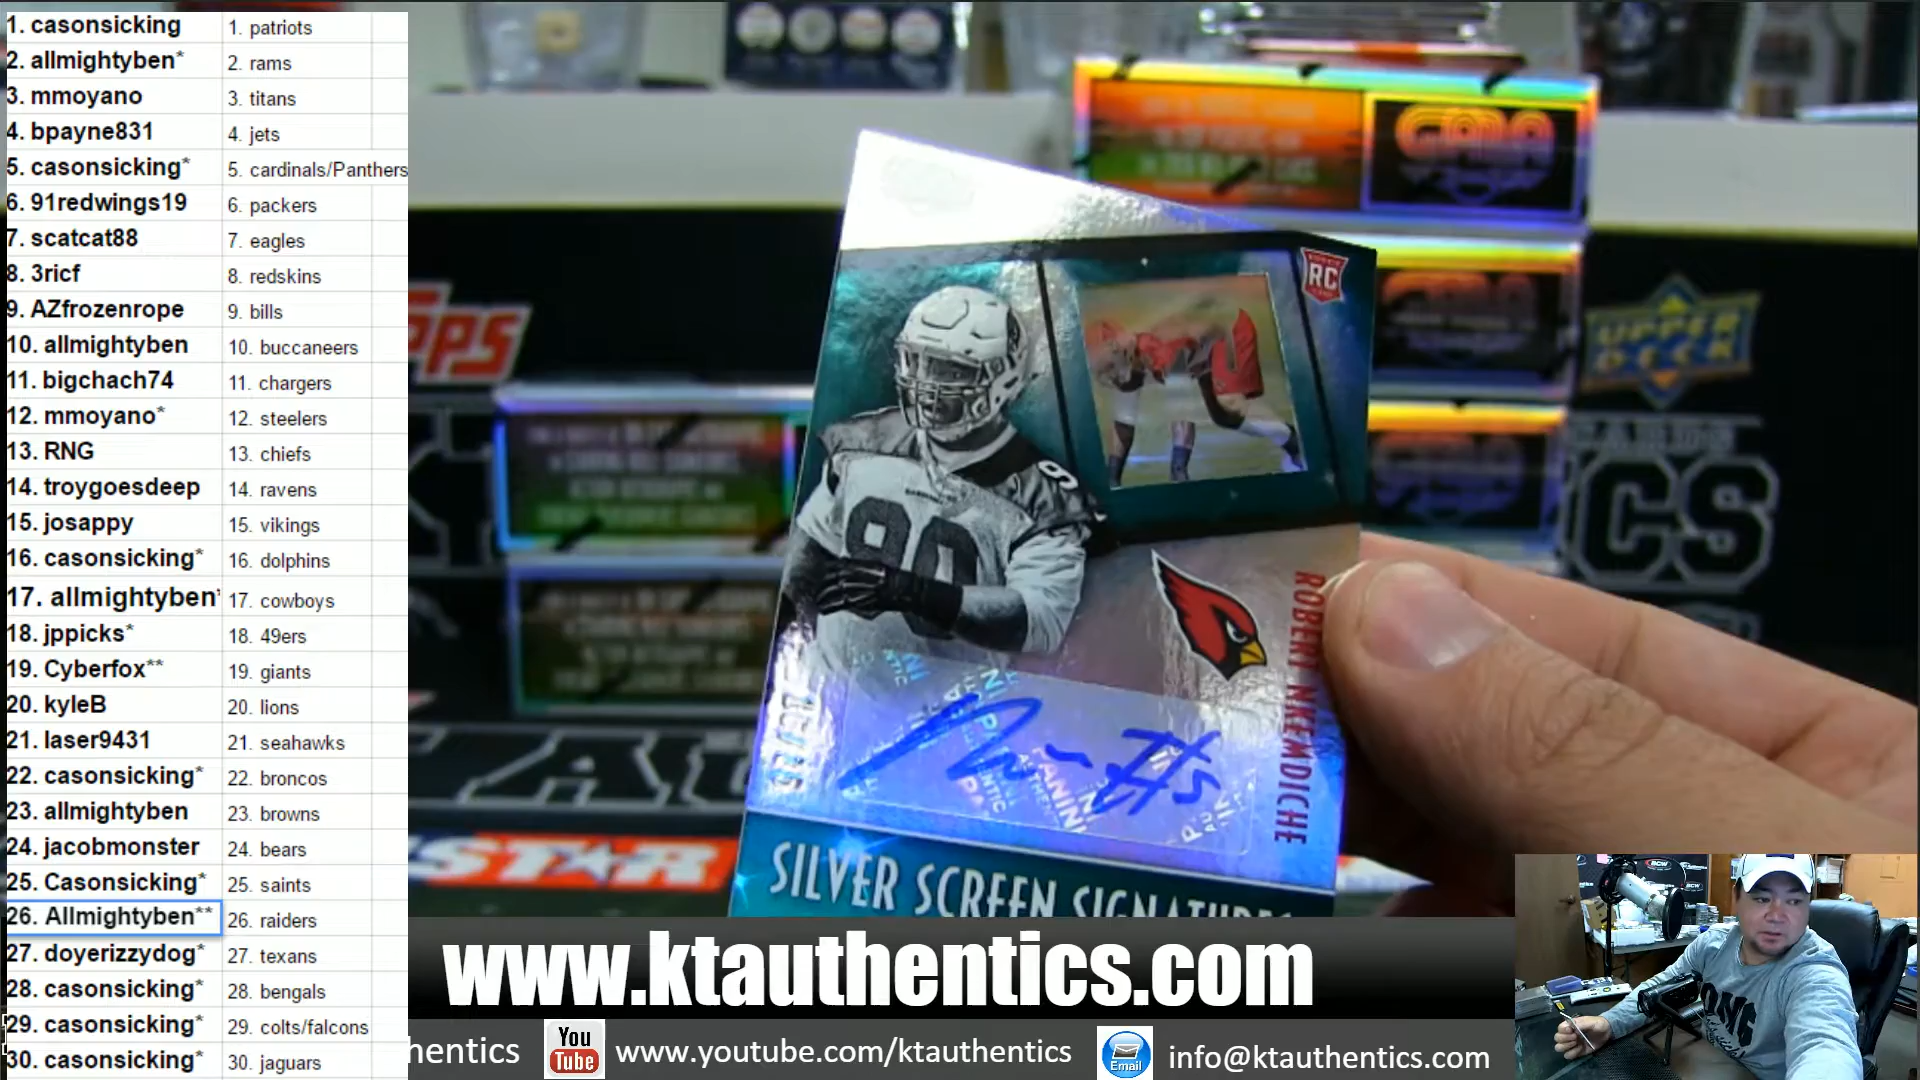 1. casonsicking 1. patriots
2. allmightyben* 2. rams
3. mmoyano 3. titans
4. bpayne831 4. jets
5. casonsicking* 5. cardinals/Panthers
6. 91redwings19 6. packers
7. scatcat88 7. eagles
8. 3ricf 8. redskins
9. AZfrozenrope 9. bills
10. allmightyben 10. buccaneers
11. bigchach74 11. chargers
12. mmoyano* 12. steelers
13. RNG 13. chiefs
14. troygoesdeep 14. ravens
15. josappy 15. vikings
16. casonsicking* 16. dolphins
17. allmightyben* 17. cowboys
18. jppicks* 18. 49ers
19. Cyberfox** 19. giants
20. kyleB 20. lions
21. laser9431 21. seahawks
22. casonsicking* 22. broncos
23. allmightyben 23. browns
24. jacobmonster 24. bears
25. Casonsicking* 25. saints
26. Allmightyben** 26. raiders
27. doyerizzydog* 27. texans
28. casonsicking* 28. bengals
29. casonsicking* 29. colts/falcons
30. casonsicking* 30. jaguars
GALA
UPPER DECK
RC
90
ROBERT NKEMDICHE
SILVER SCREEN SIGNATURES
STAR
www.ktauthentics.com
hentics
You Tube
www.youtube.com/ktauthentics
Email
info@ktauthentics.com